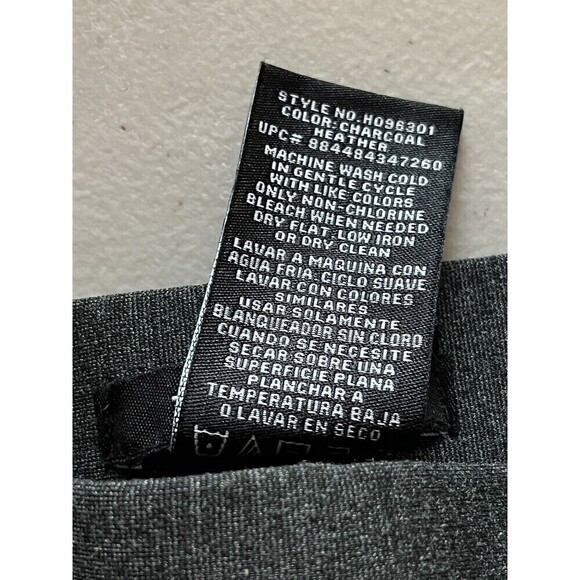 STYLE NO.H096301
COLOR: CHARCOAL
HEATHER
UPC# 884484347260
MACHINE WASH COLD
IN GENTLE CYCLE
WITH LIKE COLORS
ONLY NON-CHLORINE
BLEACH WHEN NEEDED
DRY FLAT. LOW IRON
OR DRY CLEAN
LAVAR A MAQUINA CON
AGUA FRIA. CICLO SUAVE
LAVAR CON COLORES
SIMILARES
USAR SOLAMENTE
BLANQUEADOR SIN CLORO
CUANDO SE NECESITE
SECAR SOBRE UNA
SUPERFICIE PLANA
PLANCHAR A
TEMPERATURA BAJA
O LAVAR EN SECO